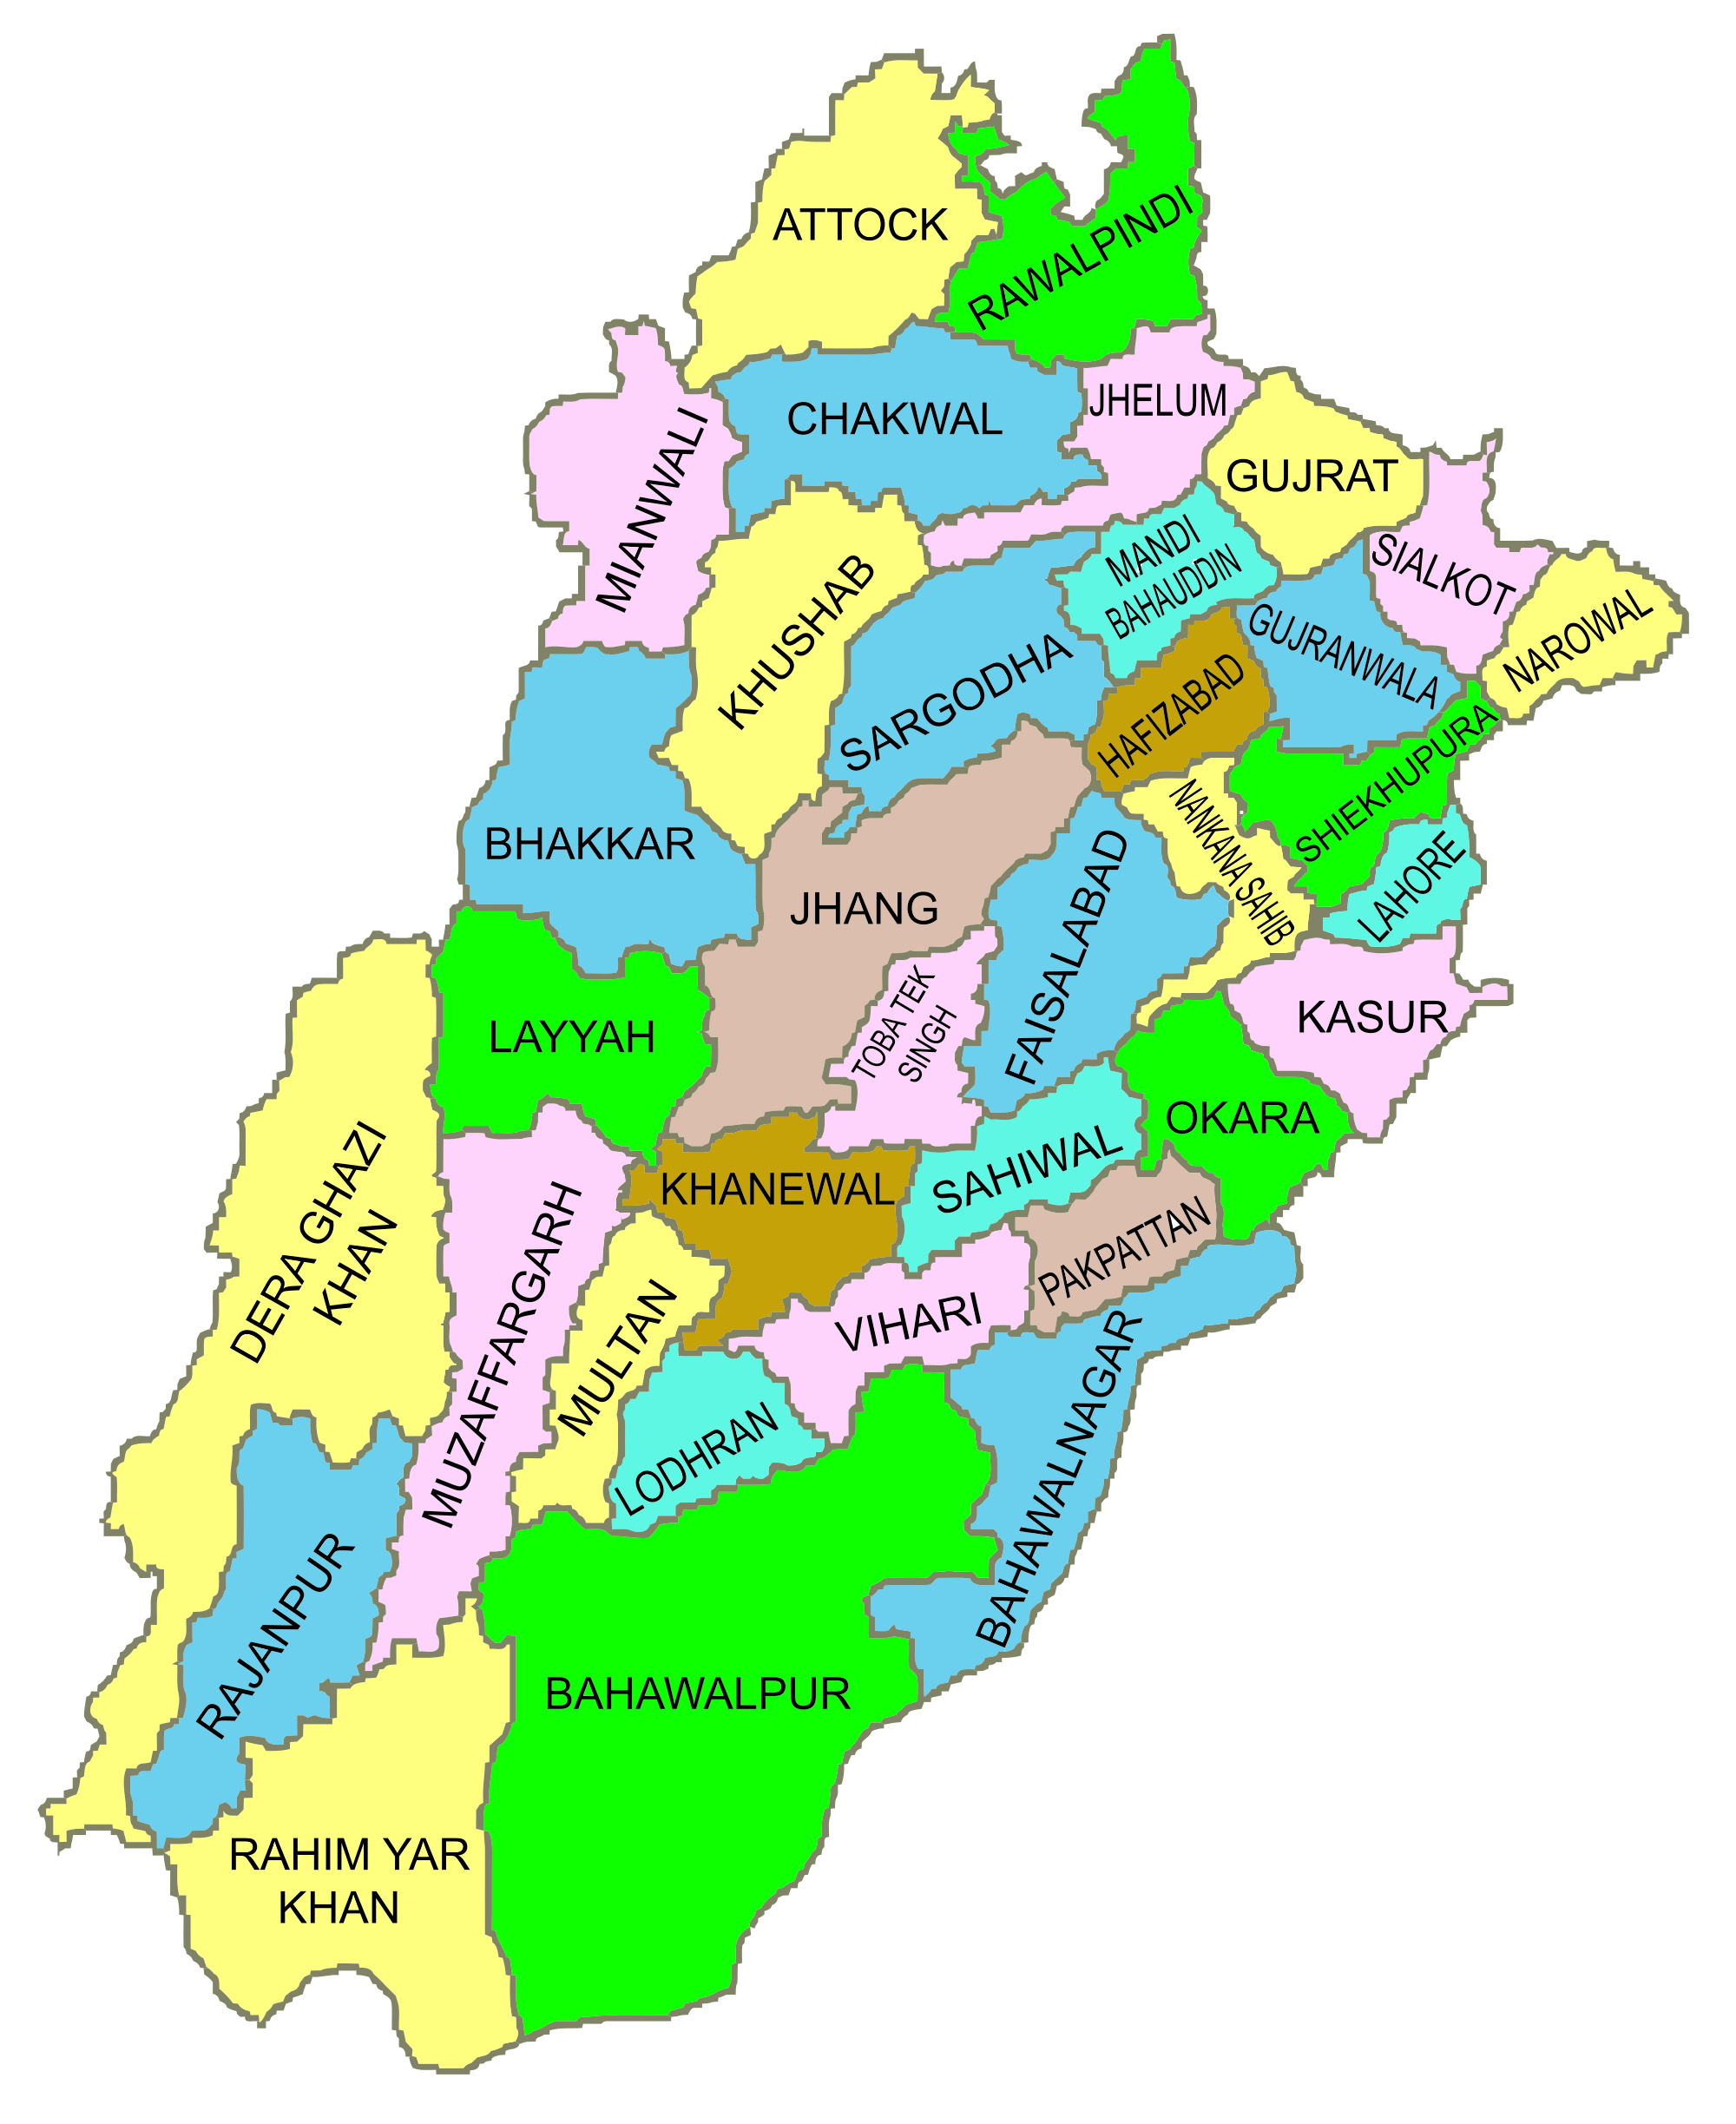 ATTOCK
RAWALPINDI
CHAKWAL
JHELUM
GUJRAT
MIANWALI
MANDI
BAHAUDDIN
SIALKOT
KHUSHAB
NAROWAL
GUJRANWALA
SARGODHA
HAFIZABAD
SHIEKHUPURA
BHAKKAR
NANKANA SAHIB
LAHORE
JHANG
FAISALABAD
LAYYAH
TOBA TEK
SINGH
KASUR
OKARA
DERA GHAZI
KHAN
KHANEWAL
SAHIWAL
PAKPATTAN
MUZAFFARGARH
MULTAN
VIHARI
LODHRAN
BAHAWALNAGAR
RAJANPUR
BAHAWALPUR
RAHIM YAR
KHAN